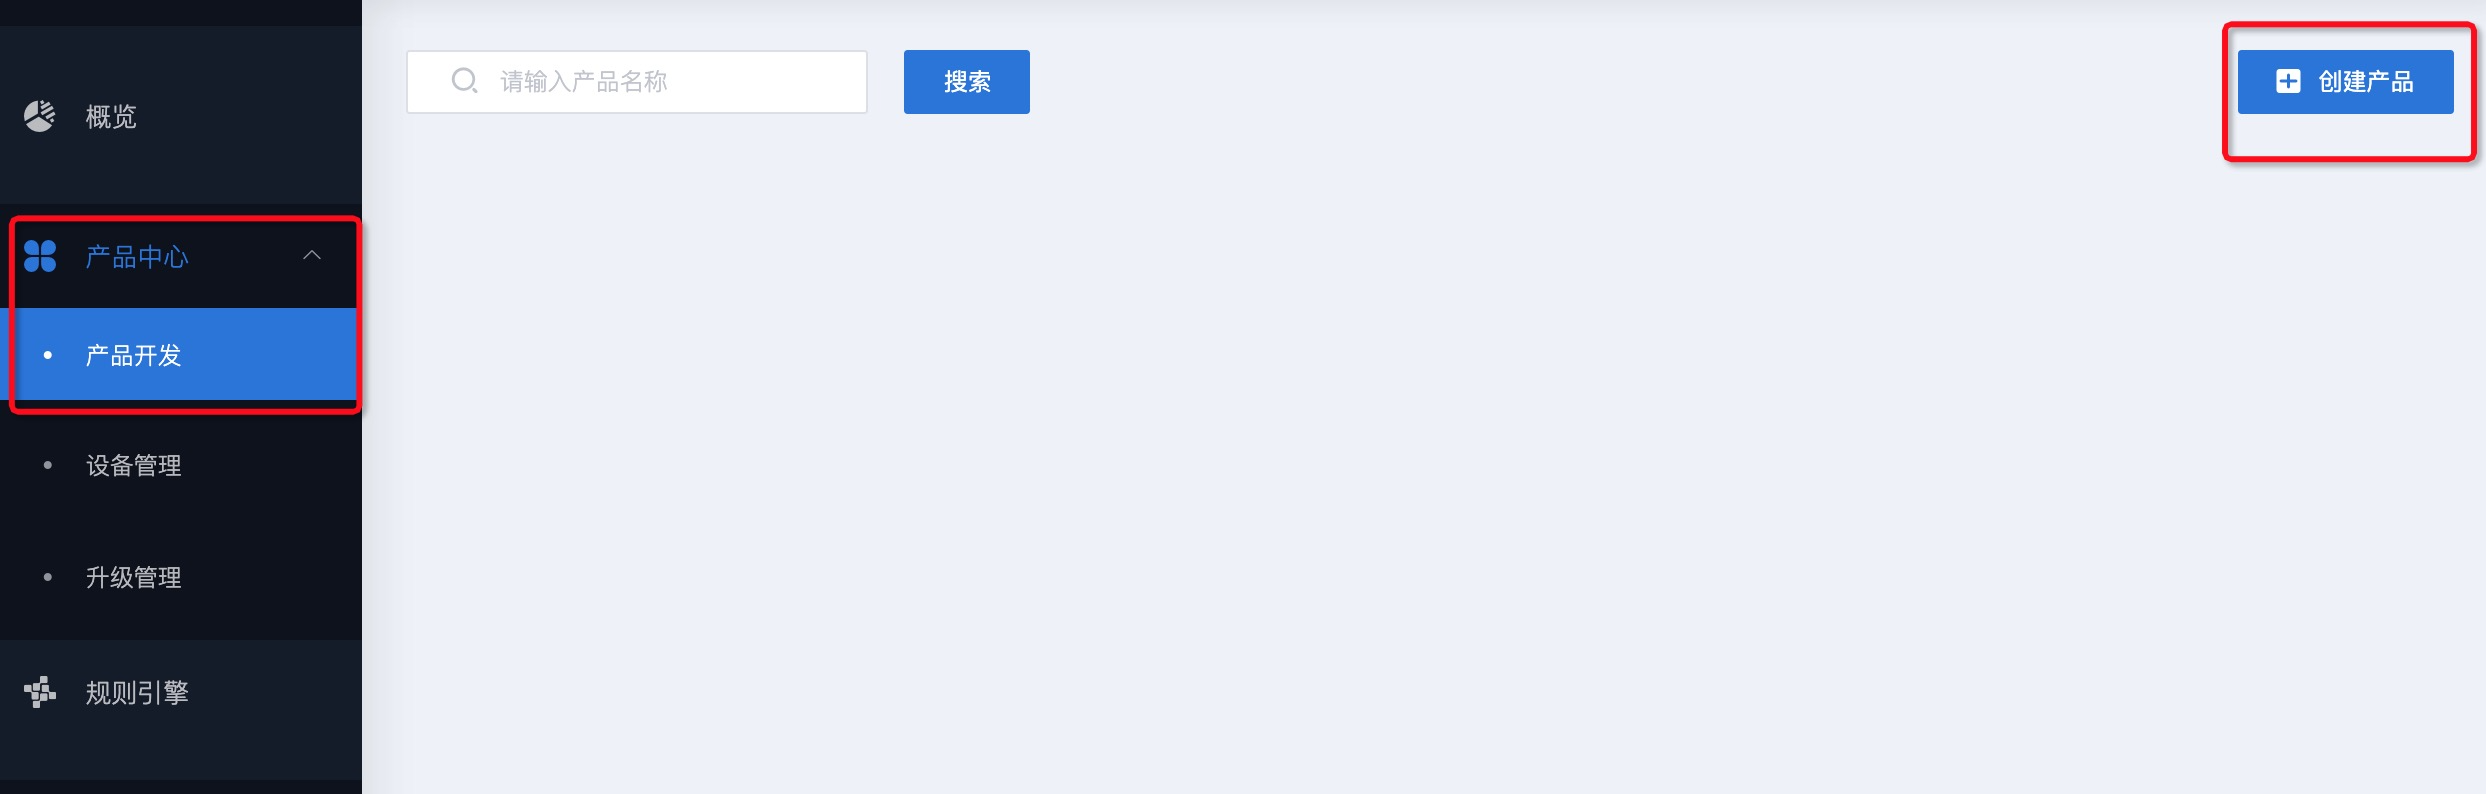 概览
产品中心
产品开发
设备管理
升级管理
规则引擎
请输入产品名称
搜索
创建产品